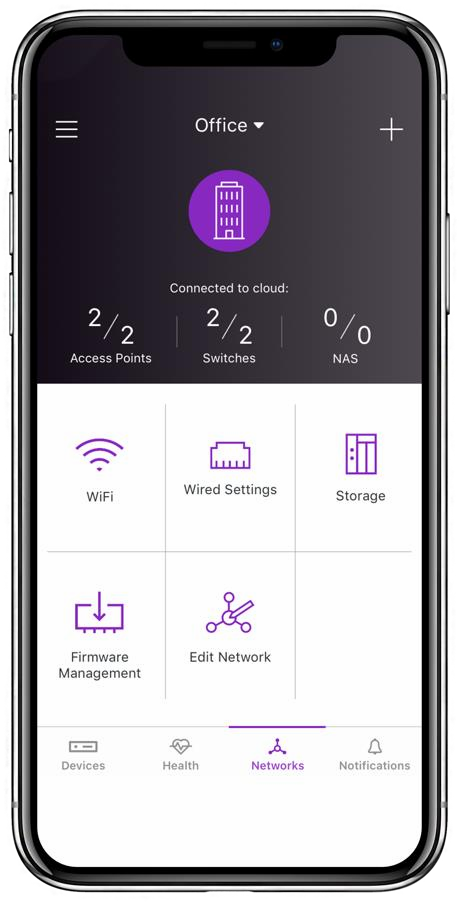 Office
Connected to cloud:
2/2 2/2 0/0
Access Points Switches NAS
WiFi Wired Settings Storage
Firmware
Management
Edit Network
Devices Health Networks Notifications